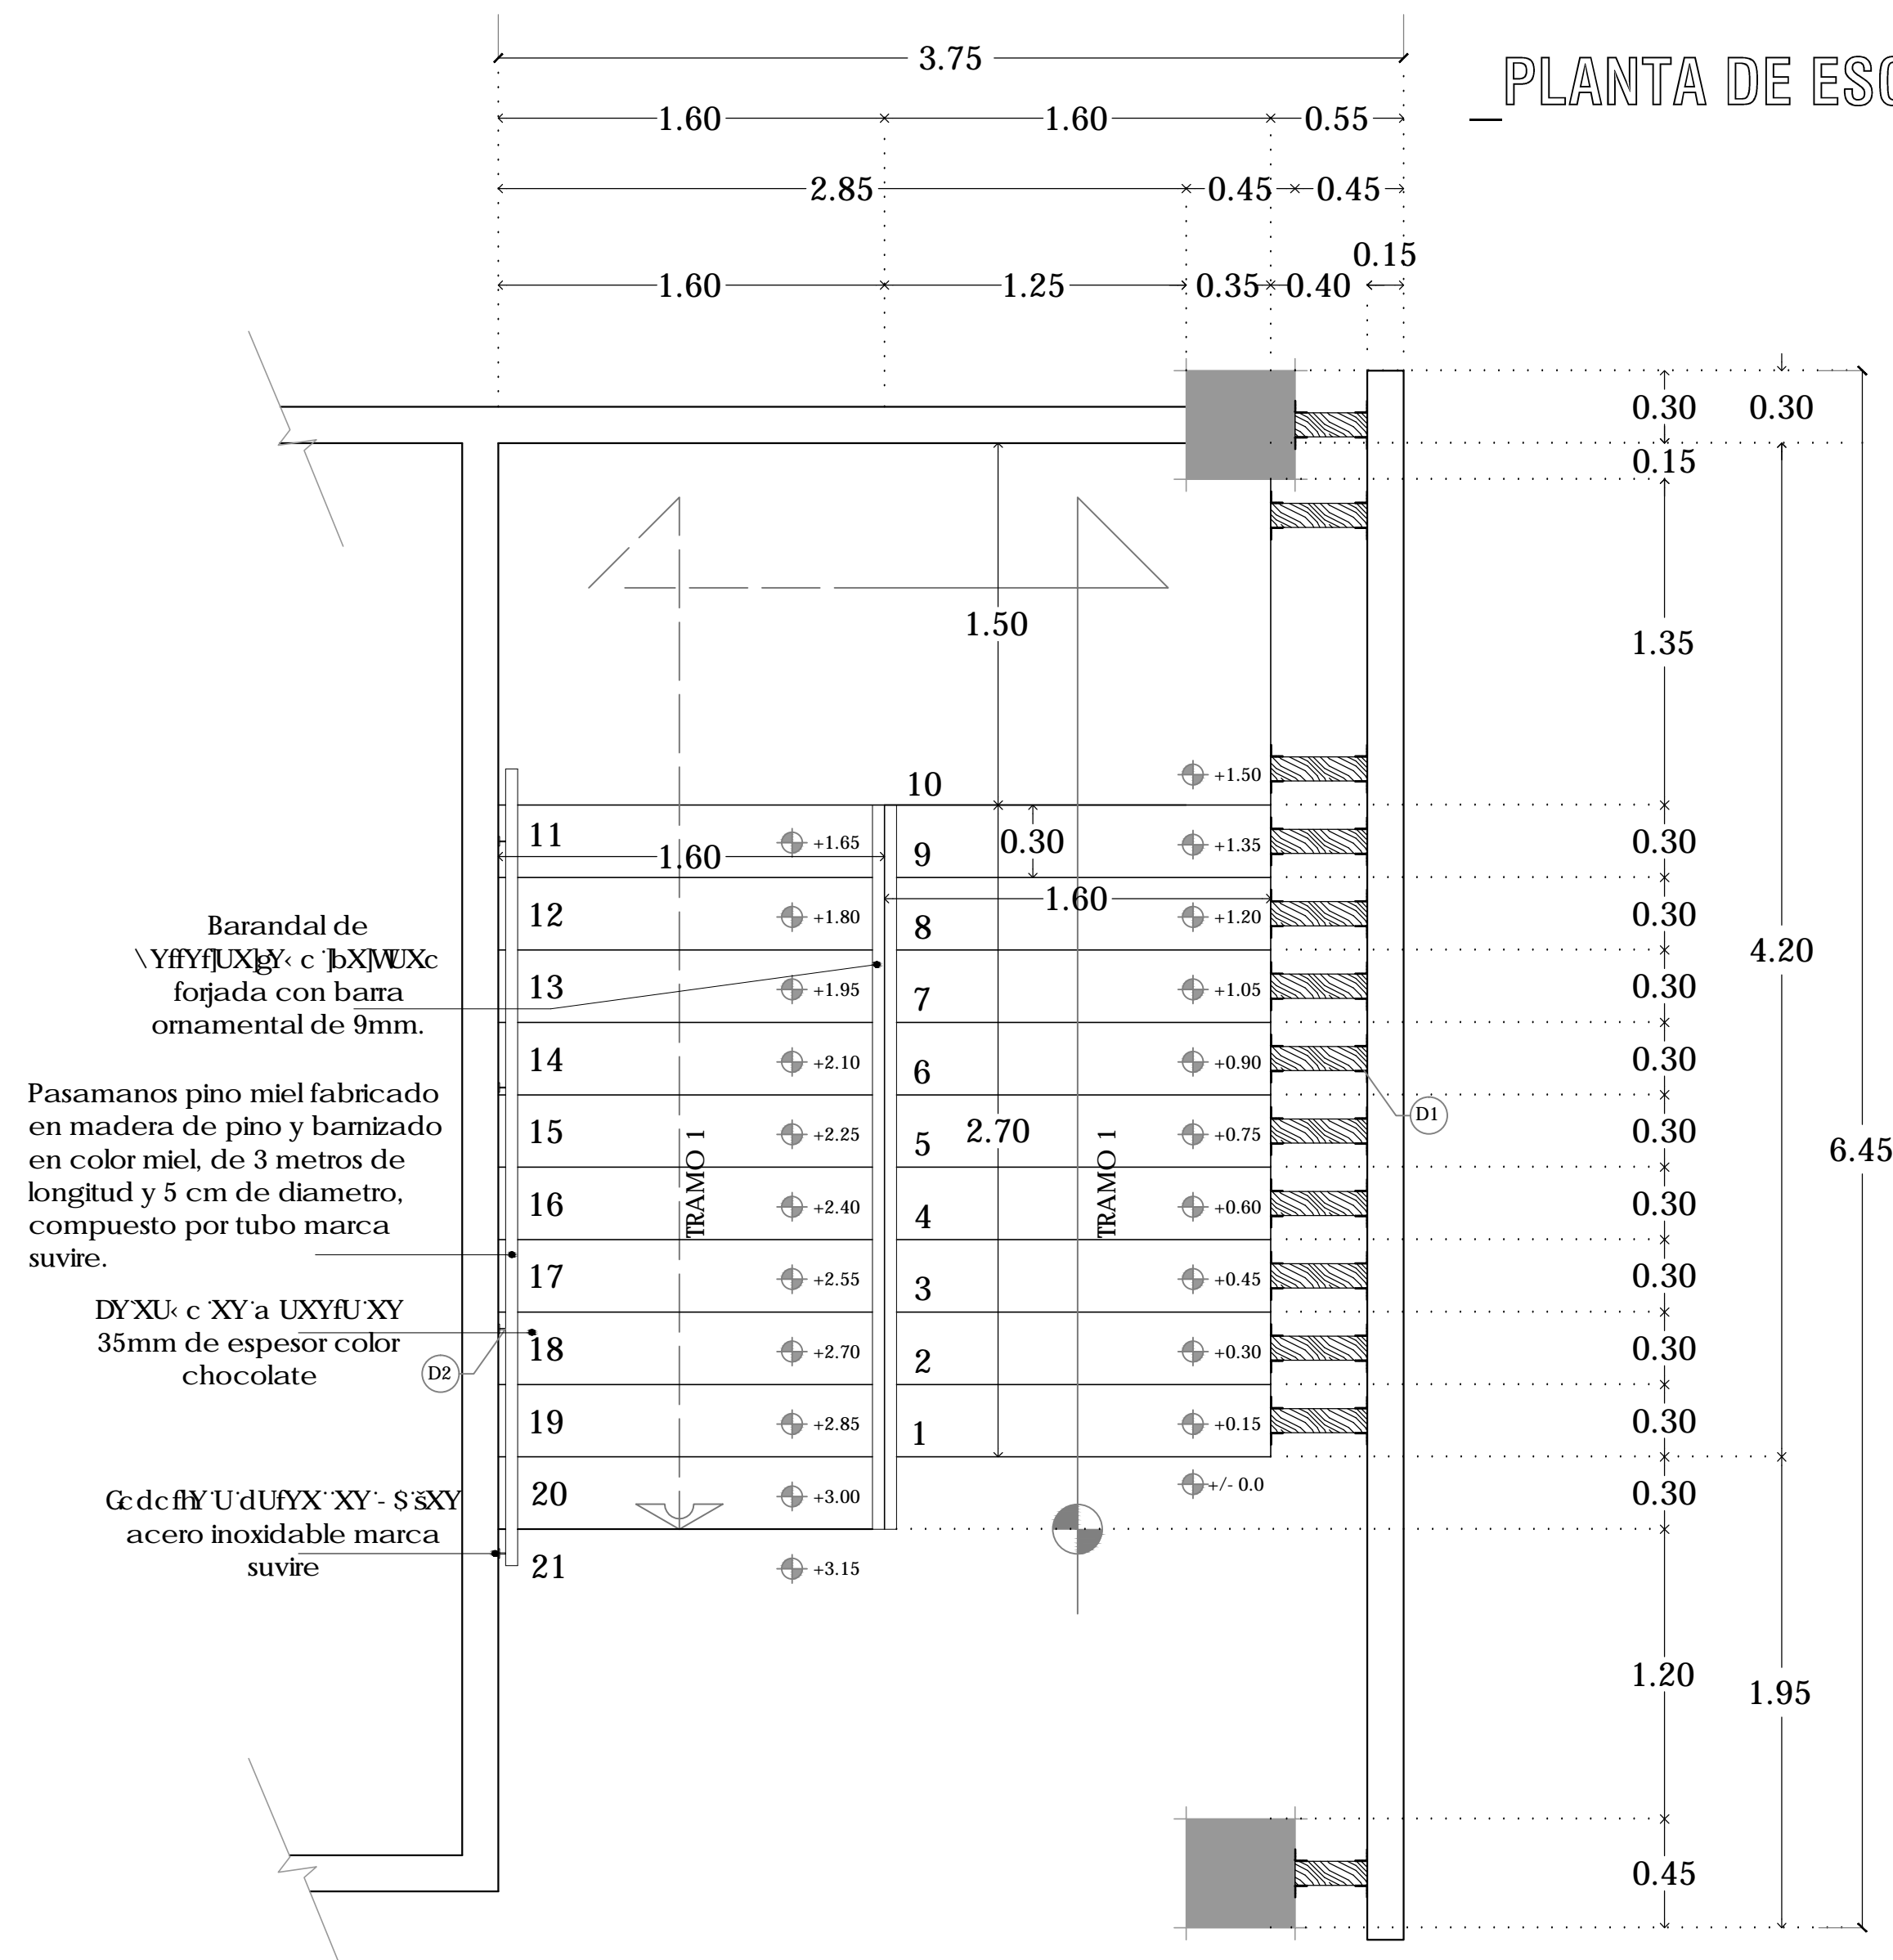 3.75
_PLANTA DE ESC
1.60 1.60 0.55
2.85 0.45 0.45
0.15
1.60 1.25 0.35 0.40
0.30 0.30
0.15
1.50
1.35
10 +1.50
11 +1.65 9 0.30 +1.35 0.30
1.60
1.60
12 +1.80 8 +1.20 0.30
4.20
13 +1.95 7 +1.05 0.30
14 +2.10 6 +0.90 0.30
15 +2.25 5 2.70 +0.75 0.30
D1
6.45
TRAMO 1 TRAMO 1
16 +2.40 4 +0.60 0.30
17 +2.55 3 +0.45 0.30
18 +2.70 2 +0.30 0.30
D2
19 +2.85 1 +0.15 0.30
20 +3.00 +/- 0.0 0.30
21 +3.15
1.20
1.95
0.45
Barandal de
forjada con barra
ornamental de 9mm.
Pasamanos pino miel fabricado
en madera de pino y barnizado
en color miel, de 3 metros de
longitud y 5 cm de diametro,
compuesto por tubo marca
suvire.
35mm de espesor color
chocolate
acero inoxidable marca
suvire